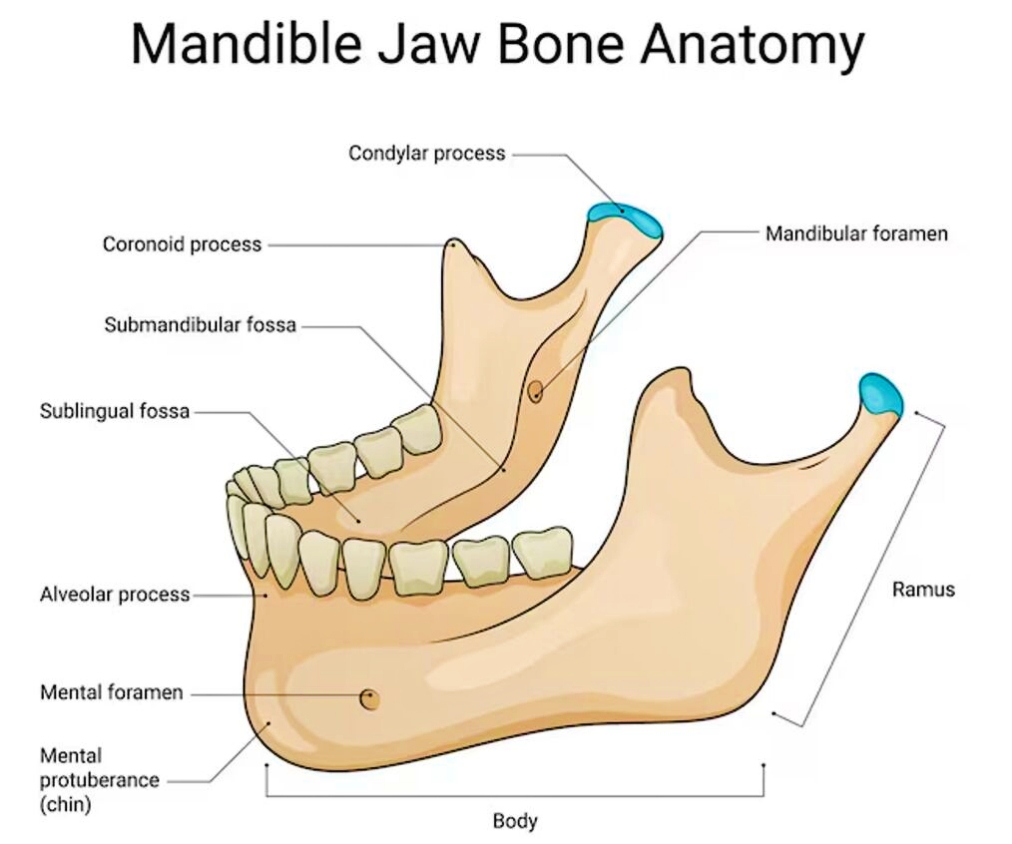 Mandible Jaw Bone Anatomy
Condylar process
Coronoid process
Mandibular foramen
Submandibular fossa
Sublingual fossa
Alveolar process
Ramus
Mental foramen
Mental
protuberance
(chin)
Body